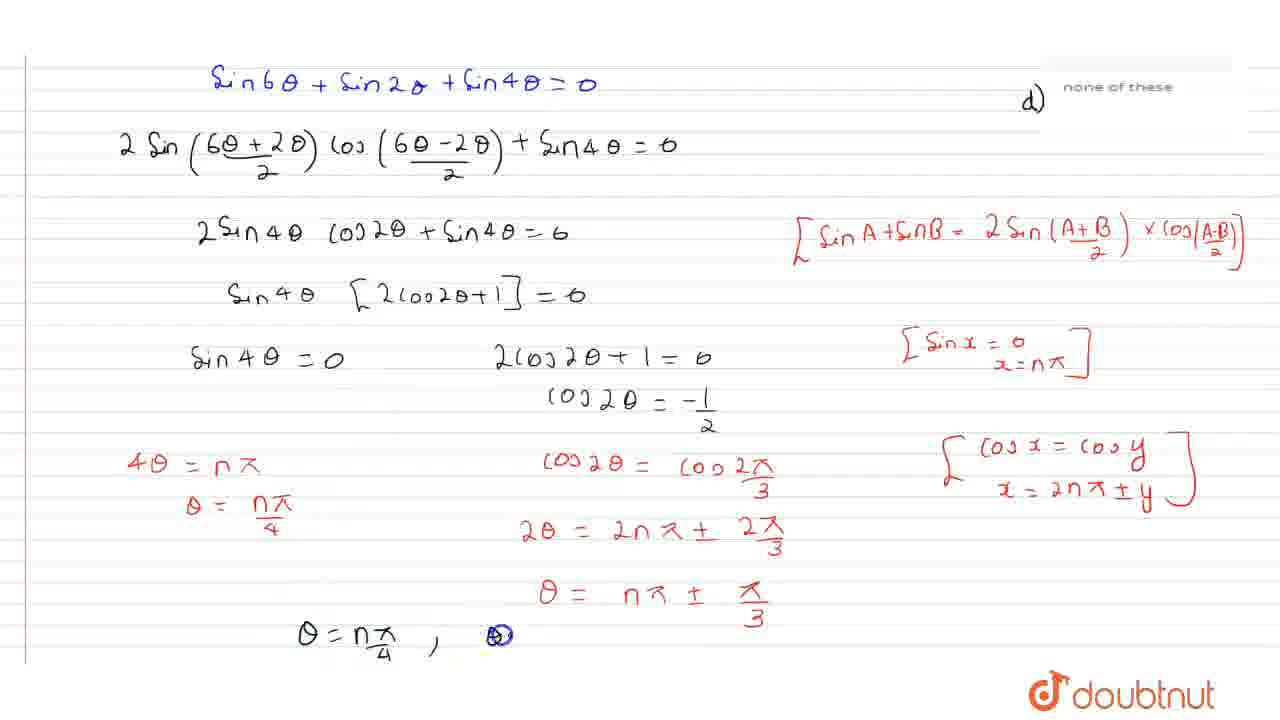 Sin6θ + Sin2θ + Sin4θ = 0
d) none of these
2 Sin ((6θ + 2θ)/2) Cos ((6θ - 2θ)/2) + Sin4θ = 0
2 Sin4θ Cos2θ + Sin4θ = 0
[SinA + SinB = 2 Sin ((A+B)/2) × Cos ((A-B)/2)]
Sin4θ [2Cos2θ+1] = 0
Sin4θ = 0 2Cos2θ+1 = 0
[Sin x = 0
x = nπ]
Cos2θ = -1/2
4θ = nπ Cos2θ = Cos 2π/3
[Cos x = Cos y
x = 2nπ ± y]
θ = nπ/4
2θ = 2nπ ± 2π/3
θ = nπ ± π/3
θ = nπ/4 , θ
doubtnut